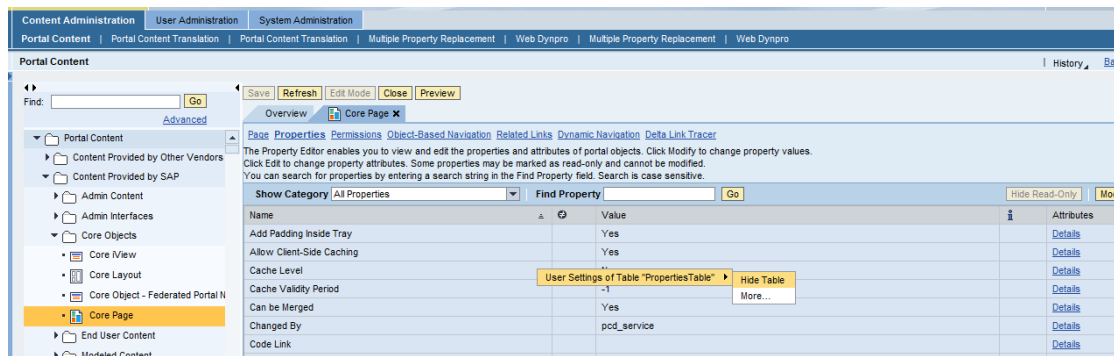 Content Administration User Administration System Administration
Portal Content | Portal Content Translation | Portal Content Translation | Multiple Property Replacement | Web Dynpro | Multiple Property Replacement | Web Dynpro
Portal Content | History
Find: Go
Advanced
Portal Content
Content Provided by Other Vendors
Content Provided by SAP
Admin Content
Admin Interfaces
Core Objects
Core iView
Core Layout
Core Object - Federated Portal N
Core Page
End User Content
Modeled Content
Save Refresh Edit Mode Close Preview
Overview Core Page
Page Properties Permissions Object-Based Navigation Related Links Dynamic Navigation Delta Link Tracer
The Property Editor enables you to view and edit the properties and attributes of portal objects. Click Modify to change property values.
Click Edit to change property attributes. Some properties may be marked as read-only and cannot be modified.
You can search for properties by entering a search string in the Find Property field. Search is case sensitive.
Show Category All Properties Find Property Go Hide Read-Only
Name Value i Attributes
Add Padding Inside Tray Yes Details
Allow Client-Side Caching Yes Details
Cache Level Details
User Settings of Table "PropertiesTable" Hide Table
More...
Cache Validity Period -1 Details
Can be Merged Yes Details
Changed By pcd_service Details
Code Link Details